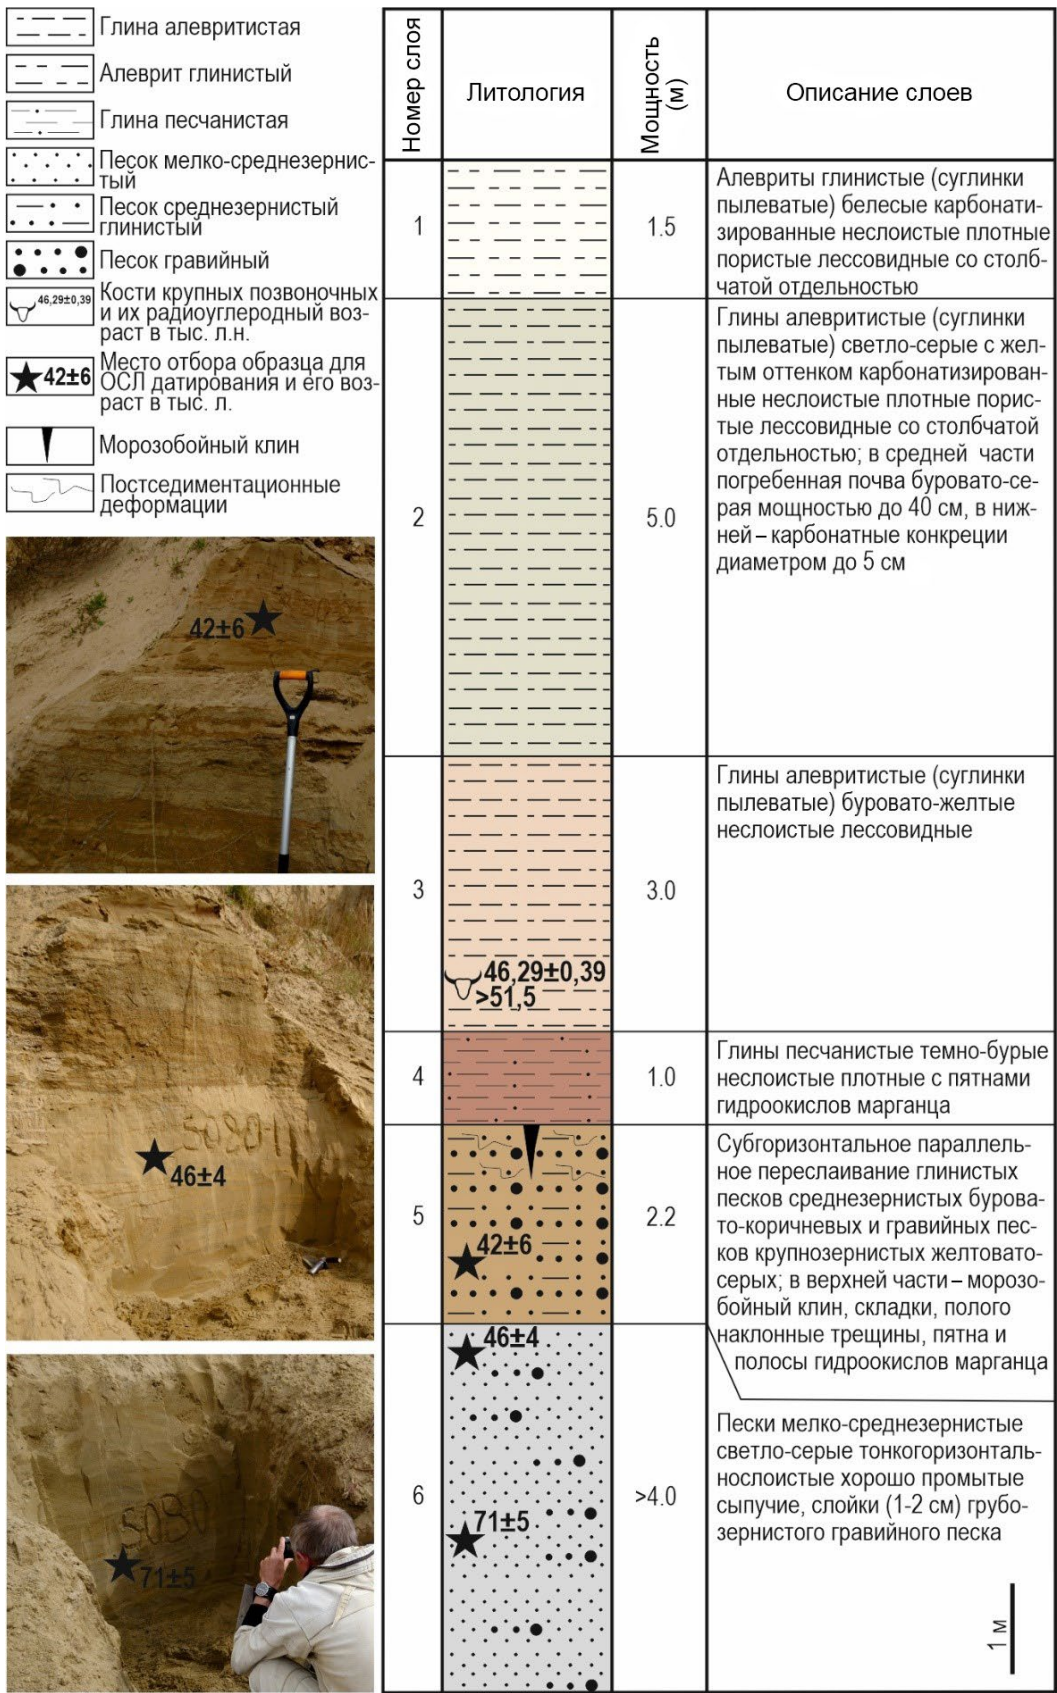 Глина алевритистая
Алеврит глинистый
Глина песчанистая
Песок мелко-среднезернис-
тый
Песок среднезернистый
глинистый
Песок гравийный
46,29±0,39
Кости крупных позвоночных
и их радиоуглеродный воз-
раст в тыс. л.н.
42±6
Место отбора образца для
ОСЛ датирования и его воз-
раст в тыс. л.
Морозобойный клин
Постседиментационные
деформации
42±6
5090-1
46±4
5090
71±5
Номер слоя
Литология
Мощность
(м)
Описание слоев
1
1.5
Алевриты глинистые (суглинки
пылеватые) белесые карбонати-
зированные неслоистые плотные
пористые лессовидные со столб-
чатой отдельностью
2
5.0
Глины алевритистые (суглинки
пылеватые) светло-серые с жел-
тым оттенком карбонатизирован-
ные неслоистые плотные порис-
тые лессовидные со столбчатой
отдельностью; в средней части
погребенная почва буровато-се-
рая мощностью до 40 см, в ниж-
ней – карбонатные конкреции
диаметром до 5 см
3
46,29±0,39
>51,5
3.0
Глины алевритистые (суглинки
пылеватые) буровато-желтые
неслоистые лессовидные
4
1.0
Глины песчанистые темно-бурые
неслоистые плотные с пятнами
гидроокислов марганца
5
42±6
2.2
Субгоризонтальное параллель-
ное переслаивание глинистых
песков среднезернистых бурова-
то-коричневых и гравийных пес-
ков крупнозернистых желтовато-
серых; в верхней части – морозо-
бойный клин, складки, полого
наклонные трещины, пятна и
полосы гидроокислов марганца
6
46±4
71±5
>4.0
Пески мелко-среднезернистые
светло-серые тонкогоризонталь-
нослоистые хорошо промытые
сыпучие, слойки (1-2 см) грубо-
зернистого гравийного песка
1 м